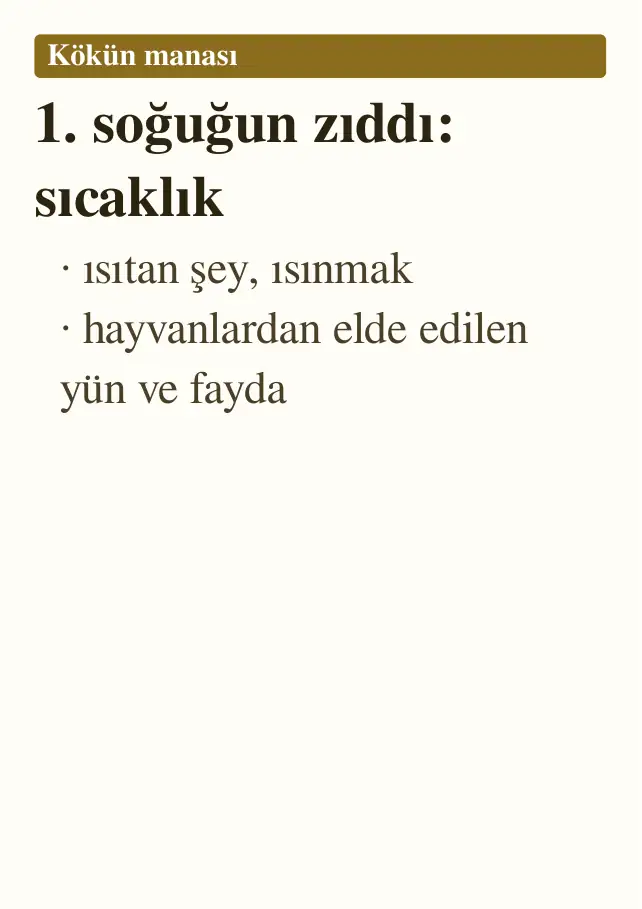 Kökün manası
1. soğuğun zıddı:
sıcaklık
· ısıtan şey, ısınmak
· hayvanlardan elde edilen
yün ve fayda